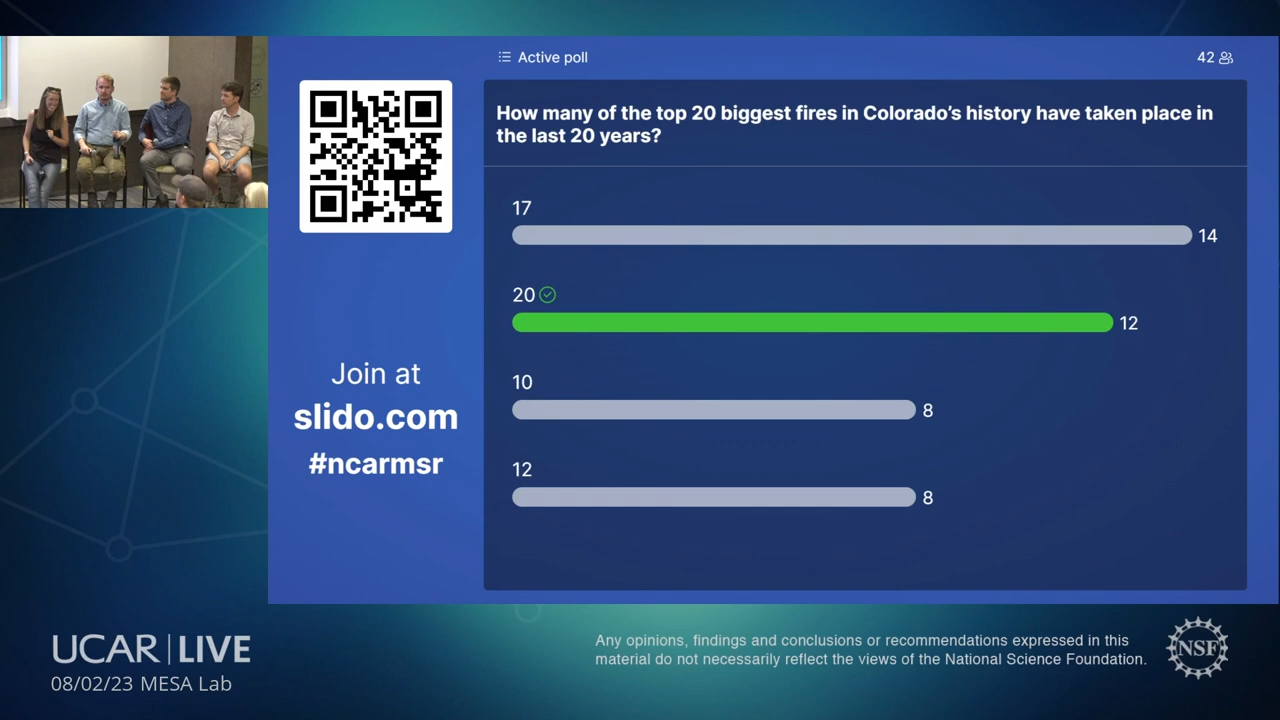 Active poll
42
How many of the top 20 biggest fires in Colorado's history have taken place in
the last 20 years?
17
14
20
12
10
8
12
8
Join at
slido.com
#ncarmsr
UCAR | LIVE
08/02/23 MESA Lab
Any opinions, findings and conclusions or recommendations expressed in this
material do not necessarily reflect the views of the National Science Foundation.
NSF